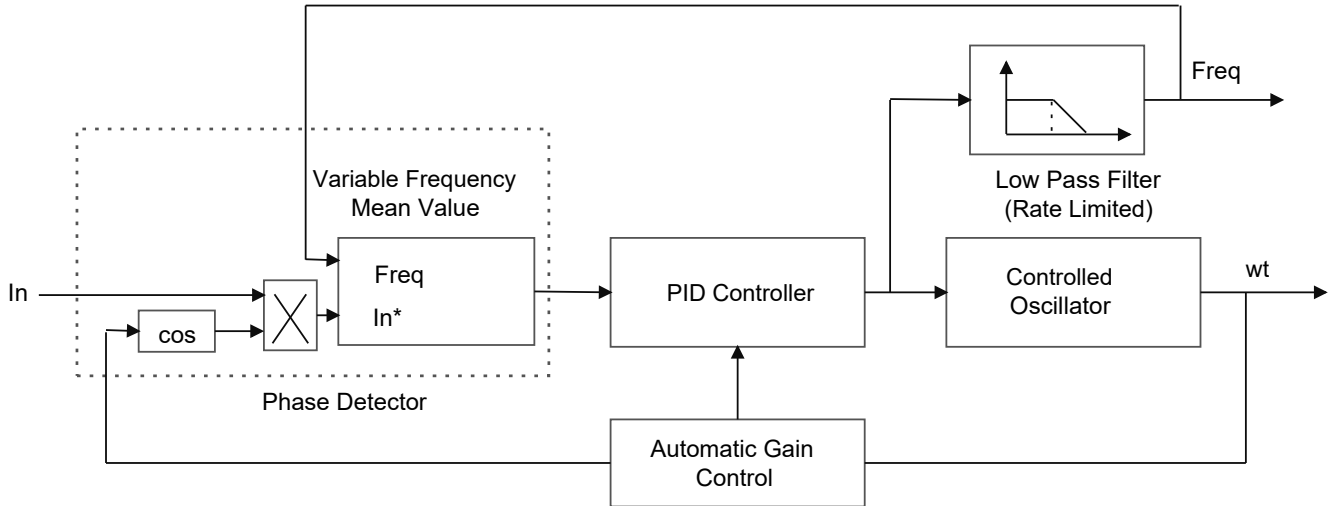 Freq
Low Pass Filter
(Rate Limited)
Variable Frequency
Mean Value
Freq
In*
In
cos
Phase Detector
PID Controller
Controlled
Oscillator
wt
Automatic Gain
Control